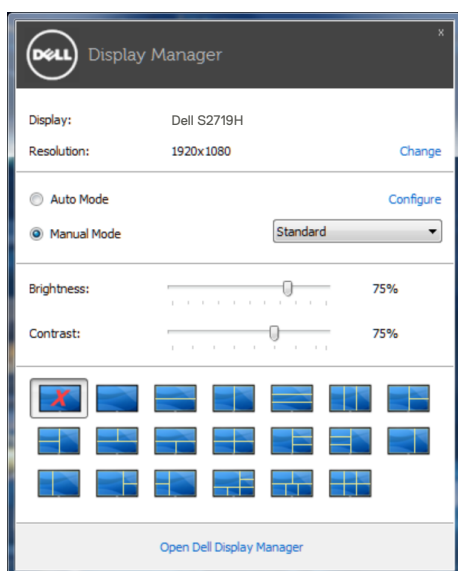 x
DELL Display Manager
Display: Dell S2719H
Resolution: 1920x1080 Change
Auto Mode Configure
Manual Mode Standard
Brightness: 75%
Contrast: 75%
Open Dell Display Manager